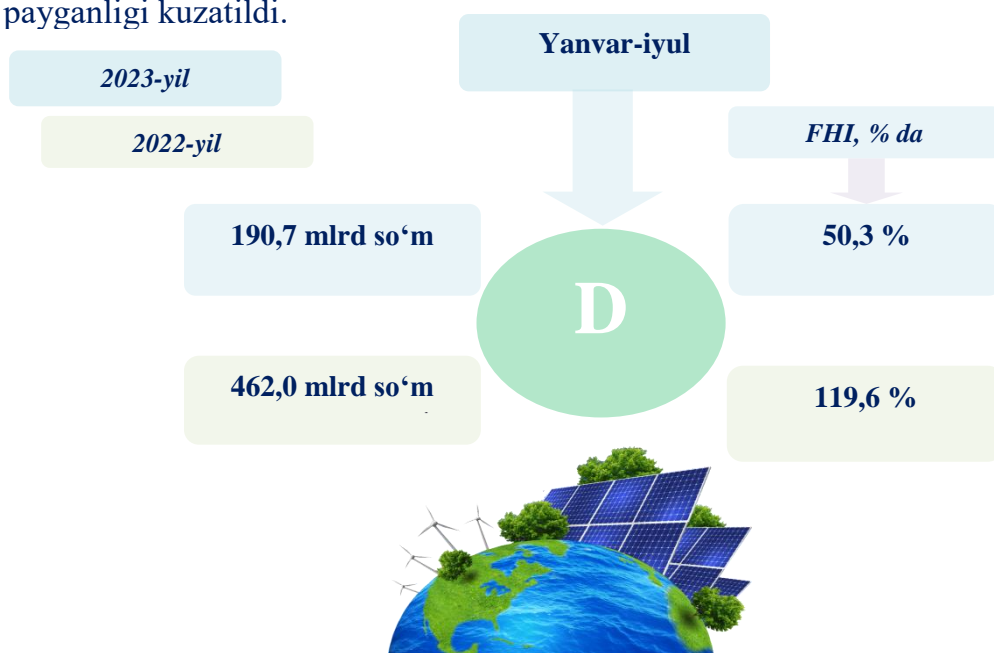 payganligi kuzatildi.
Yanvar-iyul
2023-yil
2022-yil
FHI, % da
190,7 mlrd so‘m
50,3 %
D
462,0 mlrd so‘m
119,6 %